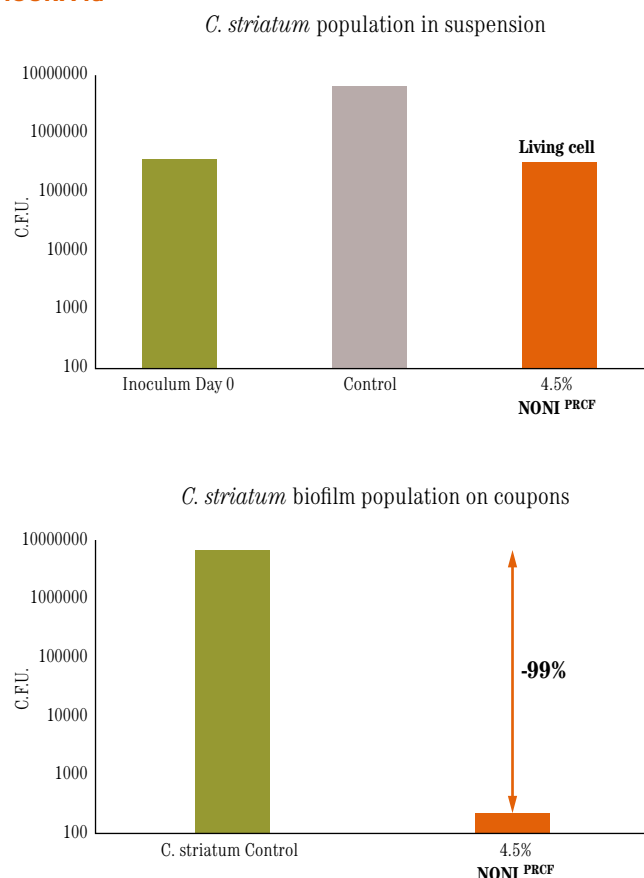 C. striatum population in suspension
C.F.U.
10000000
1000000
100000
10000
1000
100
Living cell
Inoculum Day 0
Control
4.5%
NONI PRCF
C. striatum biofilm population on coupons
C.F.U.
10000000
1000000
100000
10000
1000
100
-99%
C. striatum Control
4.5%
NONI PRCF